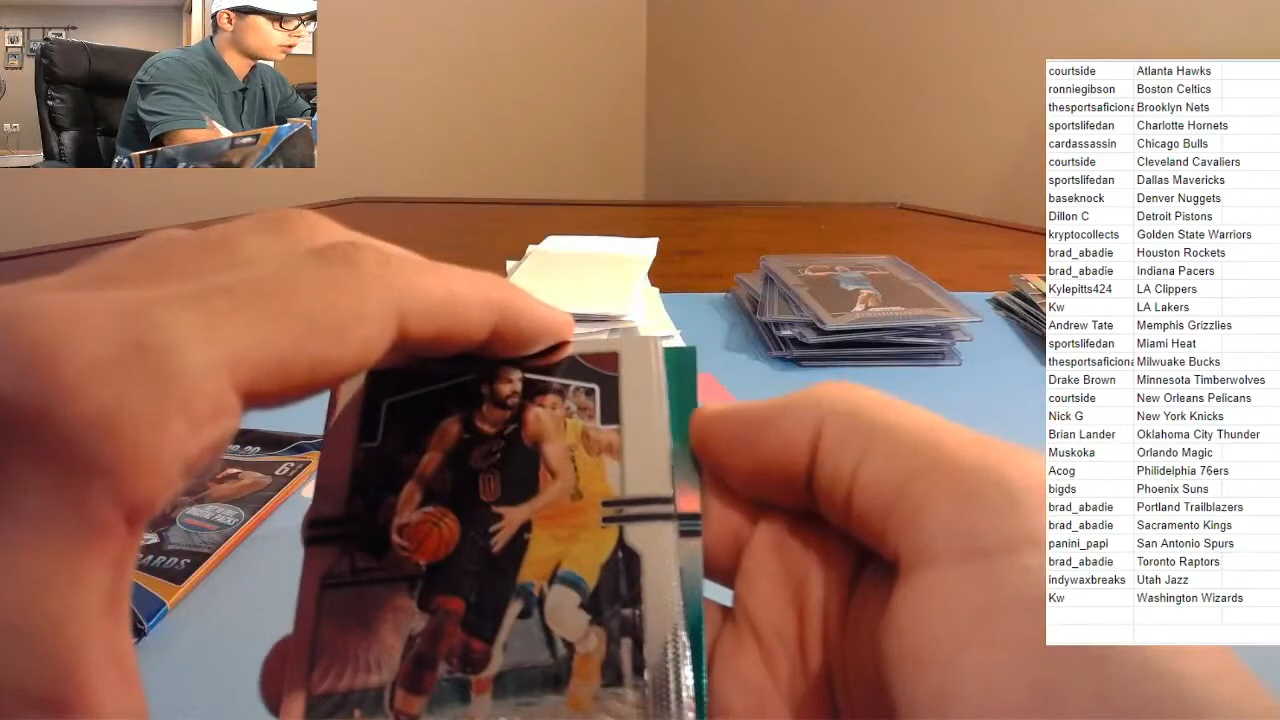 courtside Atlanta Hawks
ronniegibson Boston Celtics
thesportsaficiona Brooklyn Nets
sportslifedan Charlotte Hornets
cardassassin Chicago Bulls
courtside Cleveland Cavaliers
sportslifedan Dallas Mavericks
baseknock Denver Nuggets
Dillon C Detroit Pistons
kryptocollects Golden State Warriors
brad_abadie Houston Rockets
brad_abadie Indiana Pacers
Kylepitts424 LA Clippers
Kw LA Lakers
Andrew Tate Memphis Grizzlies
sportslifedan Miami Heat
thesportsaficiona Milwuake Bucks
Drake Brown Minnesota Timberwolves
courtside New Orleans Pelicans
Nick G New York Knicks
Brian Lander Oklahoma City Thunder
Muskoka Orlando Magic
Acog Philidelphia 76ers
bigds Phoenix Suns
brad_abadie Portland Trailblazers
brad_abadie Sacramento Kings
panini_papi San Antonio Spurs
brad_abadie Toronto Raptors
indywaxbreaks Utah Jazz
Kw Washington Wizards
6